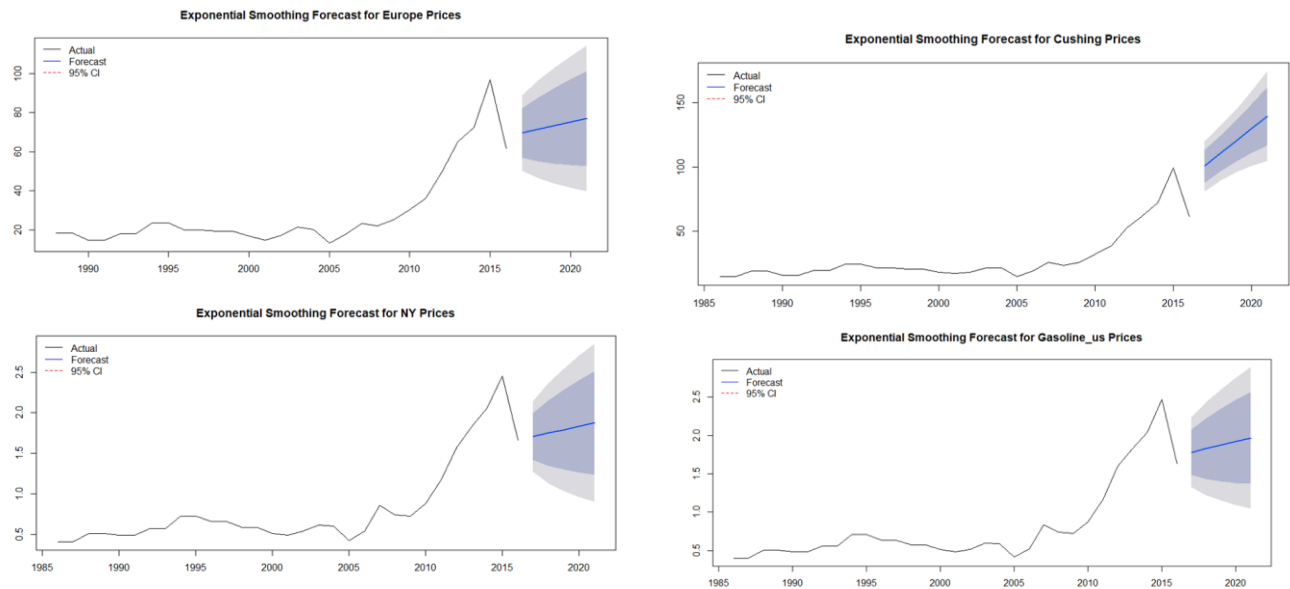 Exponential Smoothing Forecast for Europe Prices
Actual
Forecast
95% CI
100
80
60
40
20
1990 1995 2000 2005 2010 2015 2020
Exponential Smoothing Forecast for Cushing Prices
Actual
Forecast
95% CI
150
100
50
1985 1990 1995 2000 2005 2010 2015 2020
Exponential Smoothing Forecast for NY Prices
Actual
Forecast
95% CI
2.5
2.0
1.5
1.0
0.5
1985 1990 1995 2000 2005 2010 2015 2020
Exponential Smoothing Forecast for Gasoline_us Prices
Actual
Forecast
95% CI
2.5
2.0
1.5
1.0
0.5
1985 1990 1995 2000 2005 2010 2015 2020